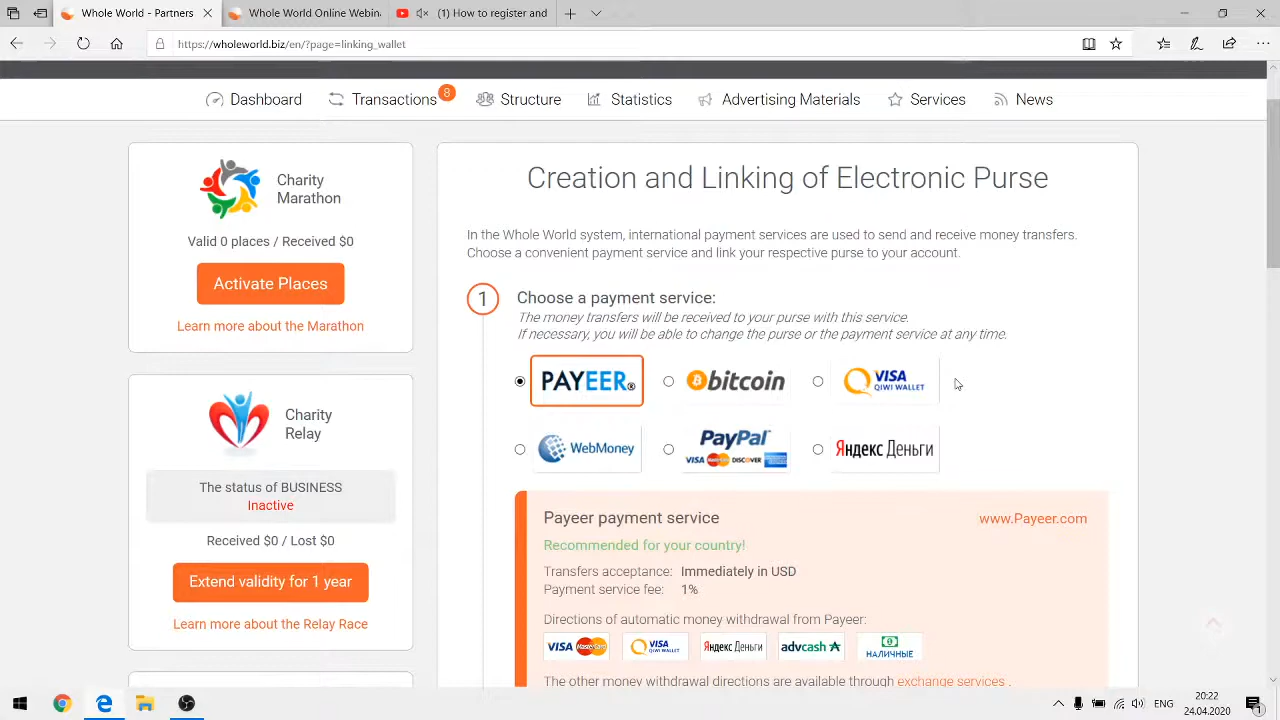 Whole World - Payments
Whole World
(1) How to register and
https://wholeworld.biz/en/?page=linking_wallet
Dashboard Transactions 8 Structure Statistics Advertising Materials Services News
Charity
Marathon
Valid 0 places / Received $0
Activate Places
Learn more about the Marathon
Charity
Relay
The status of BUSINESS
Inactive
Received $0 / Lost $0
Extend validity for 1 year
Learn more about the Relay Race
Creation and Linking of Electronic Purse
In the Whole World system, international payment services are used to send and receive money transfers.
Choose a convenient payment service and link your respective purse to your account.
1 Choose a payment service:
The money transfers will be received to your purse with this service.
If necessary, you will be able to change the purse or the payment service at any time.
PAYEER® bitcoin VISA QIWI WALLET
WebMoney PayPal VISA MasterCard DISCOVER Яндекс Деньги
Payeer payment service www.Payeer.com
Recommended for your country!
Transfers acceptance: Immediately in USD
Payment service fee: 1%
Directions of automatic money withdrawal from Payeer:
VISA MasterCard VISA QIWI WALLET Яндекс Деньги advcash НАЛИЧНЫЕ
The other money withdrawal directions are available through exchange services .
ENG
20:22
24.04.2020
1